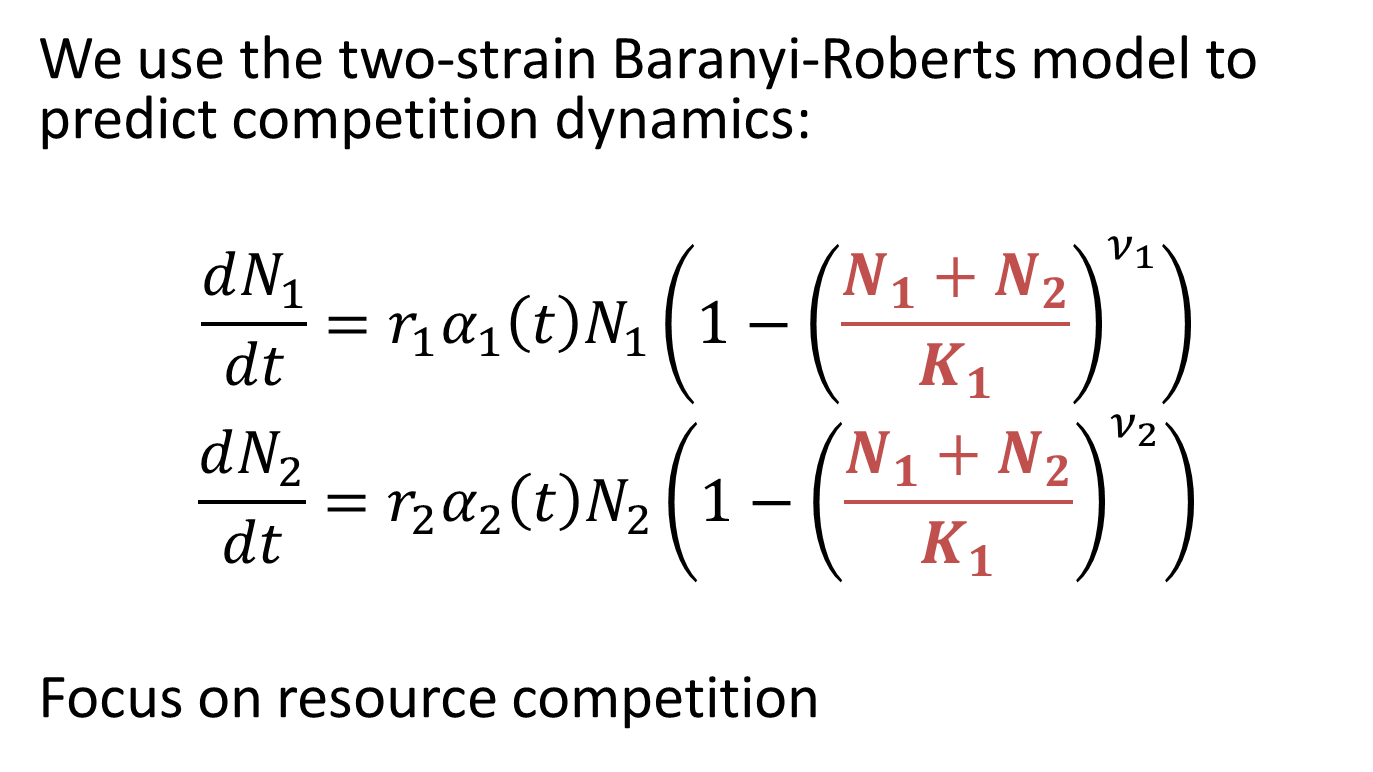 We use the two-strain Baranyi-Roberts model to
predict competition dynamics:
dN₁/dt = r₁α₁(t)N₁(1 − ((N₁ + N₂)/K₁)^ν₁)
dN₂/dt = r₂α₂(t)N₂(1 − ((N₁ + N₂)/K₁)^ν₂)
Focus on resource competition